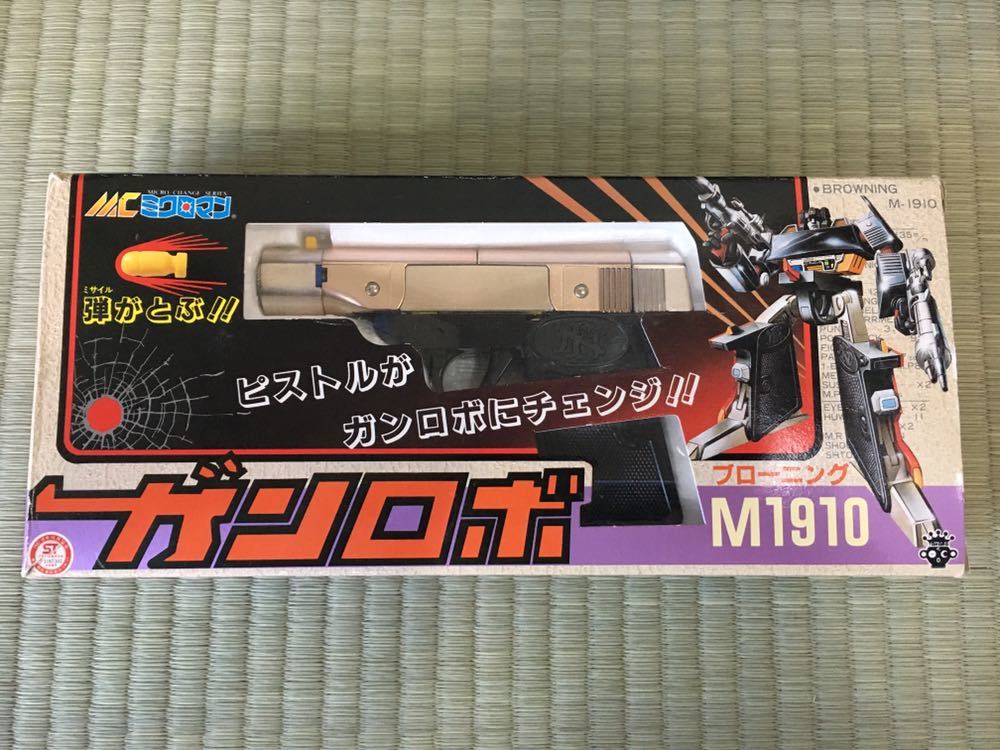 MICRO CHANGE SERIES
MC ミクロマン
ミサイル
弾がとぶ!!
ピストルが
ガンロボにチェンジ!!
ガンロボ
ブローニング
M1910
•BROWNING
M-1910
ST